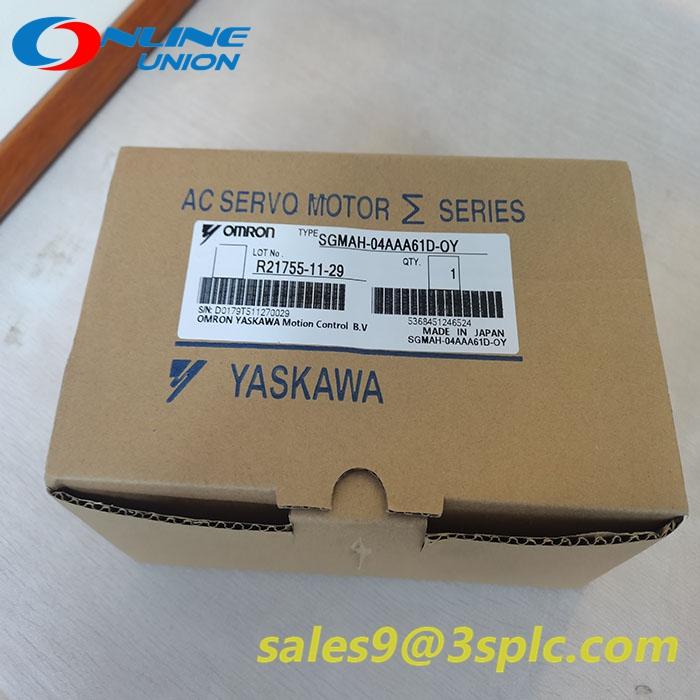 ONLINE
UNION
AC SERVO MOTOR Σ SERIES
OMRON TYPE SGMAH-04AAA61D-OY
LOT No. R21755-11-29 QTY. 1
S/N: D0179T511270029 5368451246524
OMRON YASKAWA Motion Control B.V MADE IN JAPAN
SGMAH-04AAA61D-OY
YASKAWA
sales9@3splc.com